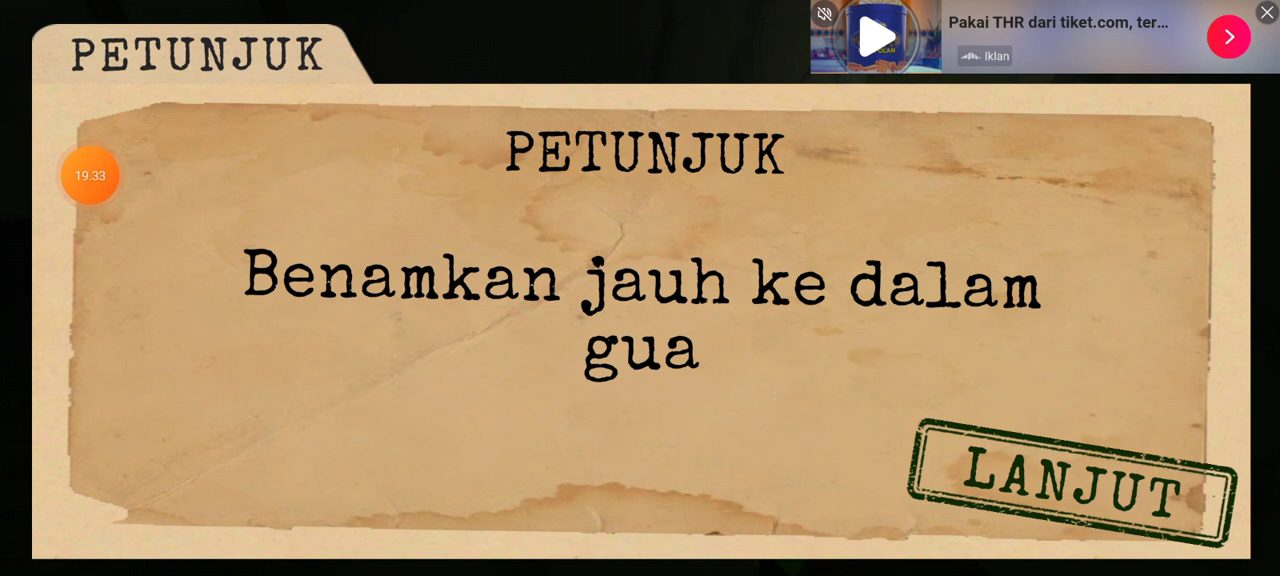 PETUNJUK
Pakai THR dari tiket.com, ter...
Iklan
PETUNJUK
19.33
Benamkan jauh ke dalam
gua
LANJUT